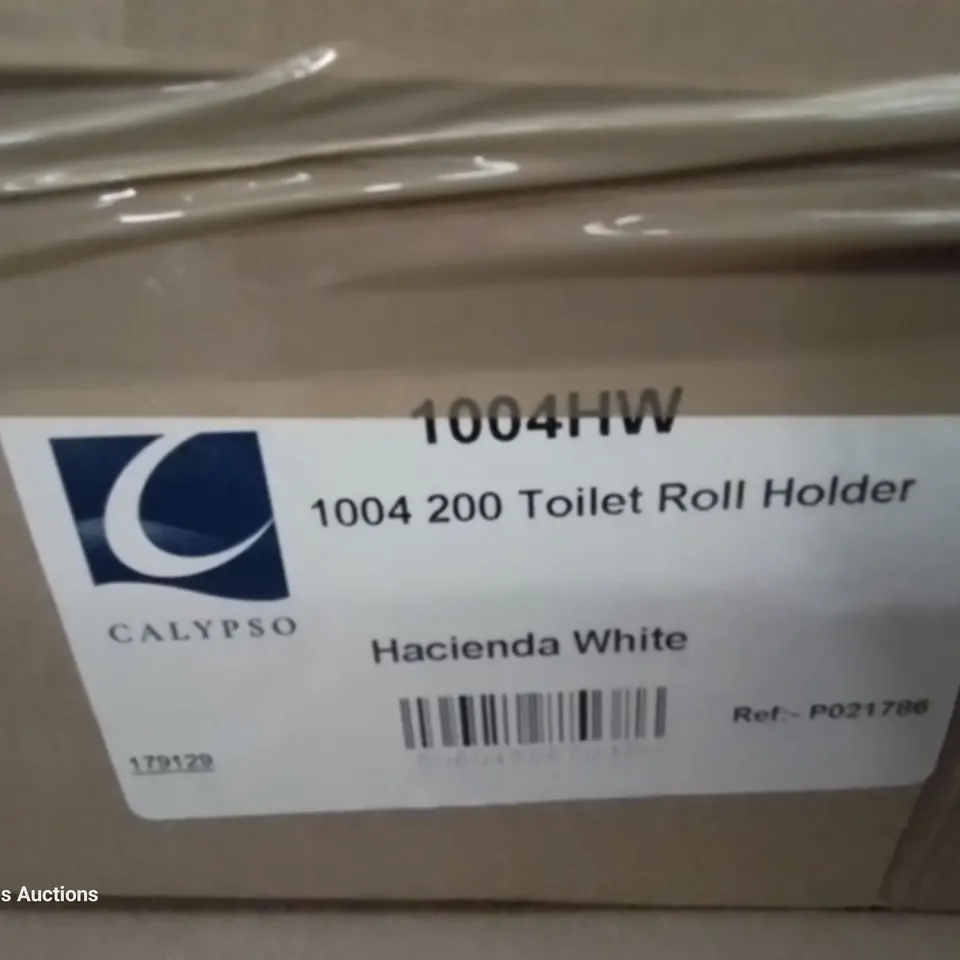 1004HW
1004 200 Toilet Roll Holder
CALYPSO
Hacienda White
Ref:- P021786
179129
s Auctions